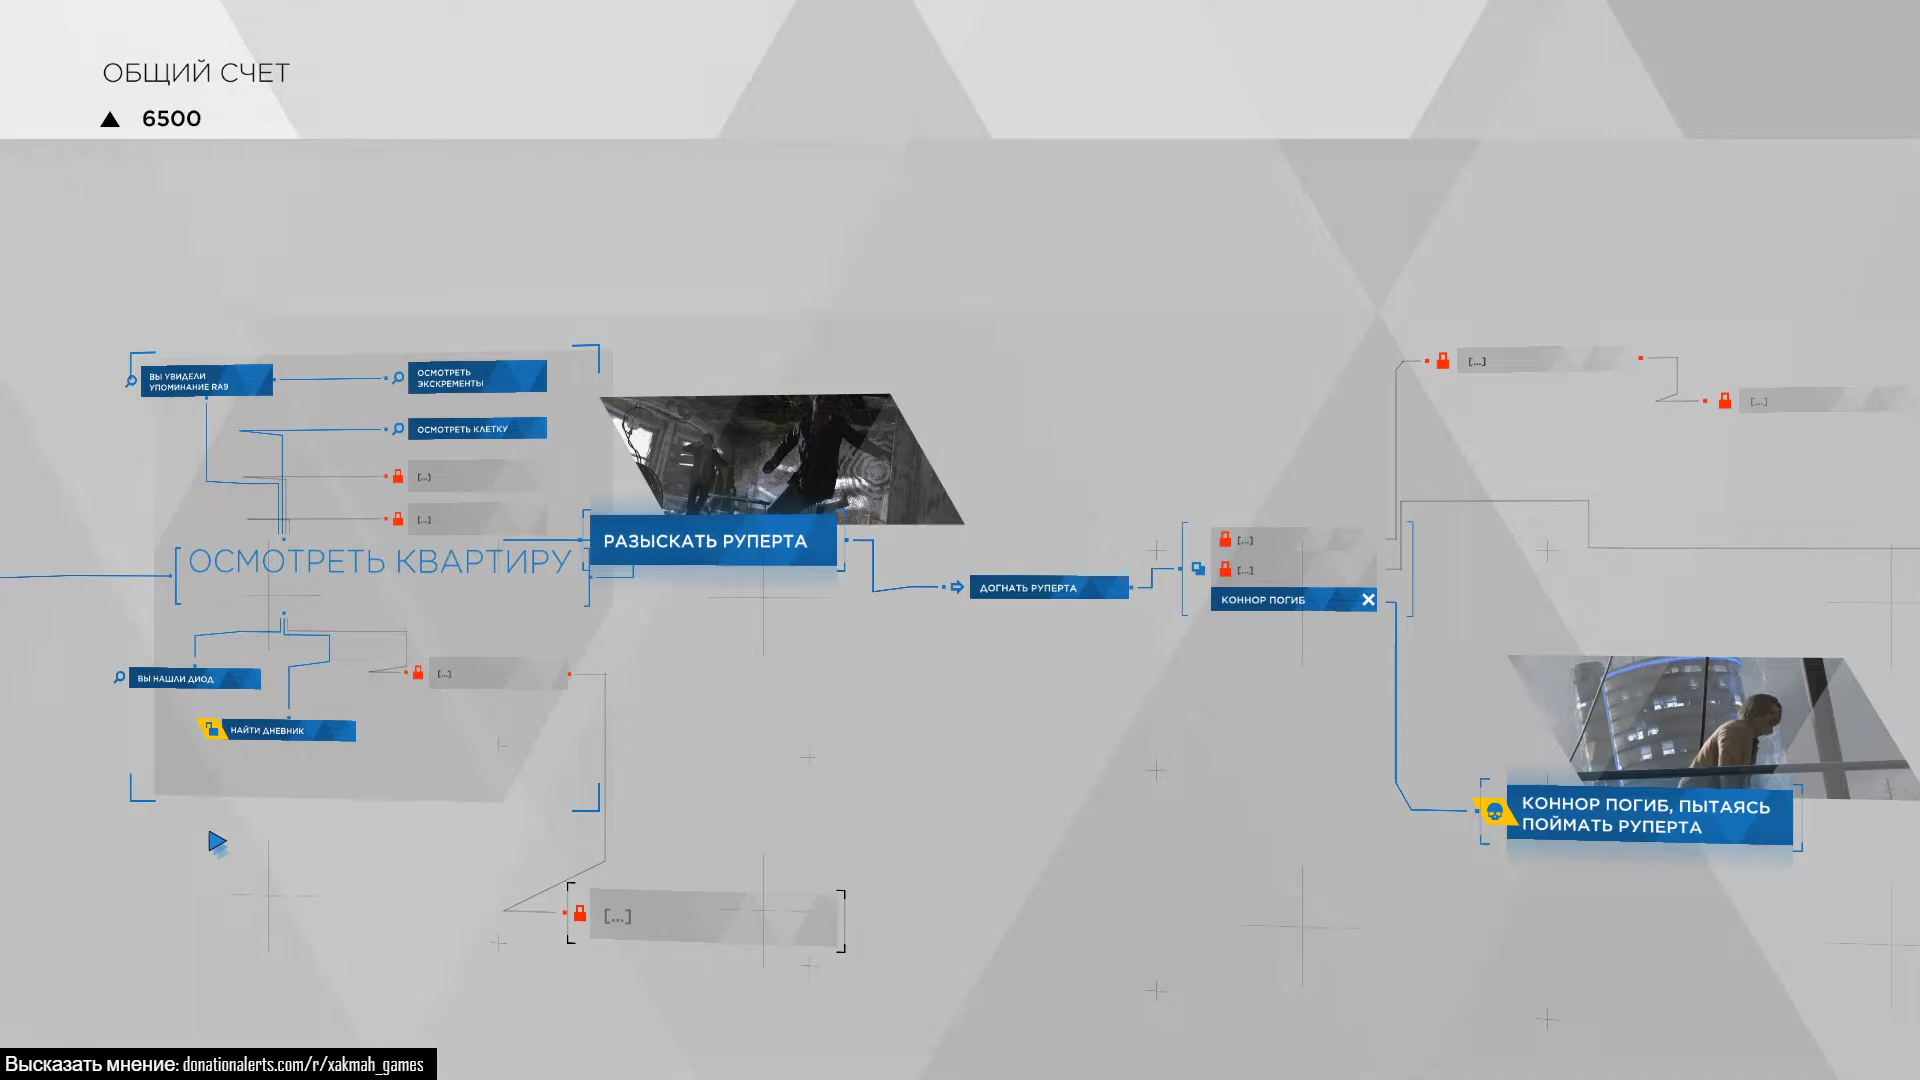 ОБЩИЙ СЧЕТ
6500
ВЫ УВИДЕЛИ
УПОМИНАНИЕ RA9
ОСМОТРЕТЬ
ЭКСКРЕМЕНТЫ
ОСМОТРЕТЬ КЛЕТКУ
[...]
[...]
ОСМОТРЕТЬ КВАРТИРУ
ВЫ НАШЛИ ДИОД
[...]
НАЙТИ ДНЕВНИК
[...]
РАЗЫСКАТЬ РУПЕРТА
ДОГНАТЬ РУПЕРТА
[...]
[...]
КОННОР ПОГИБ
[...]
[...]
КОННОР ПОГИБ, ПЫТАЯСЬ
ПОЙМАТЬ РУПЕРТА
Высказать мнение: donationalerts.com/r/xakmah_games